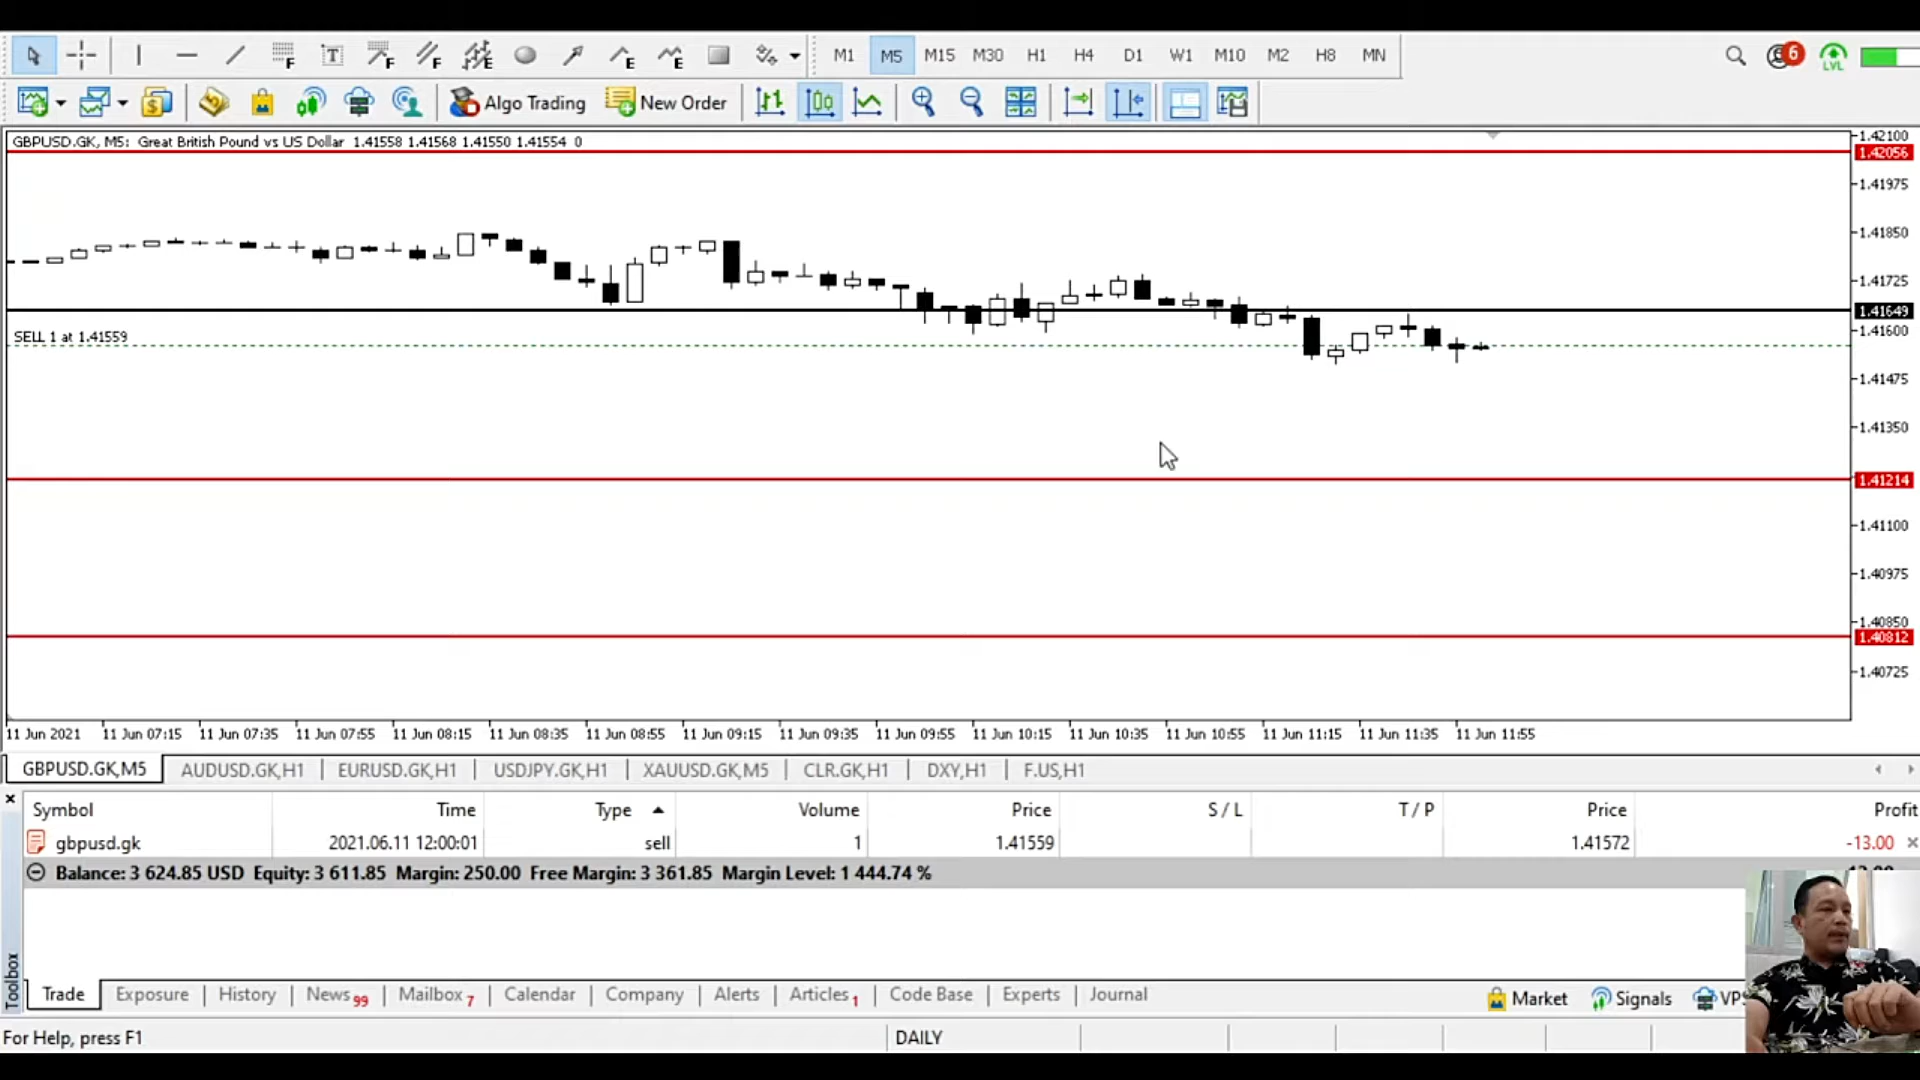 M1 M5 M15 M30 H1 H4 D1 W1 M10 M2 H8 MN 6 LVL
Algo Trading New Order
GBPUSD.GK, M5: Great British Pound vs US Dollar 1.41558 1.41568 1.41550 1.41554 0
1.42100
1.42056
1.41975
1.41850
1.41725
1.41649
1.41600
SELL 1 at 1.41559
1.41475
1.41350
1.41214
1.41100
1.40975
1.40850
1.40812
1.40725
11 Jun 2021 11 Jun 07:15 11 Jun 07:35 11 Jun 07:55 11 Jun 08:15 11 Jun 08:35 11 Jun 08:55 11 Jun 09:15 11 Jun 09:35 11 Jun 09:55 11 Jun 10:15 11 Jun 10:35 11 Jun 10:55 11 Jun 11:15 11 Jun 11:35 11 Jun 11:55
GBPUSD.GK,M5 AUDUSD.GK,H1 EURUSD.GK,H1 USDJPY.GK,H1 XAUUSD.GK,M5 CLR.GK,H1 DXY,H1 F.US,H1
Symbol Time Type Volume Price S / L T / P Price Profit
gbpusd.gk 2021.06.11 12:00:01 sell 1 1.41559 1.41572 -13.00
Balance: 3 624.85 USD Equity: 3 611.85 Margin: 250.00 Free Margin: 3 361.85 Margin Level: 1 444.74 %
Toolbox
Trade Exposure History News 99 Mailbox 7 Calendar Company Alerts Articles 1 Code Base Experts Journal Market Signals
For Help, press F1 DAILY